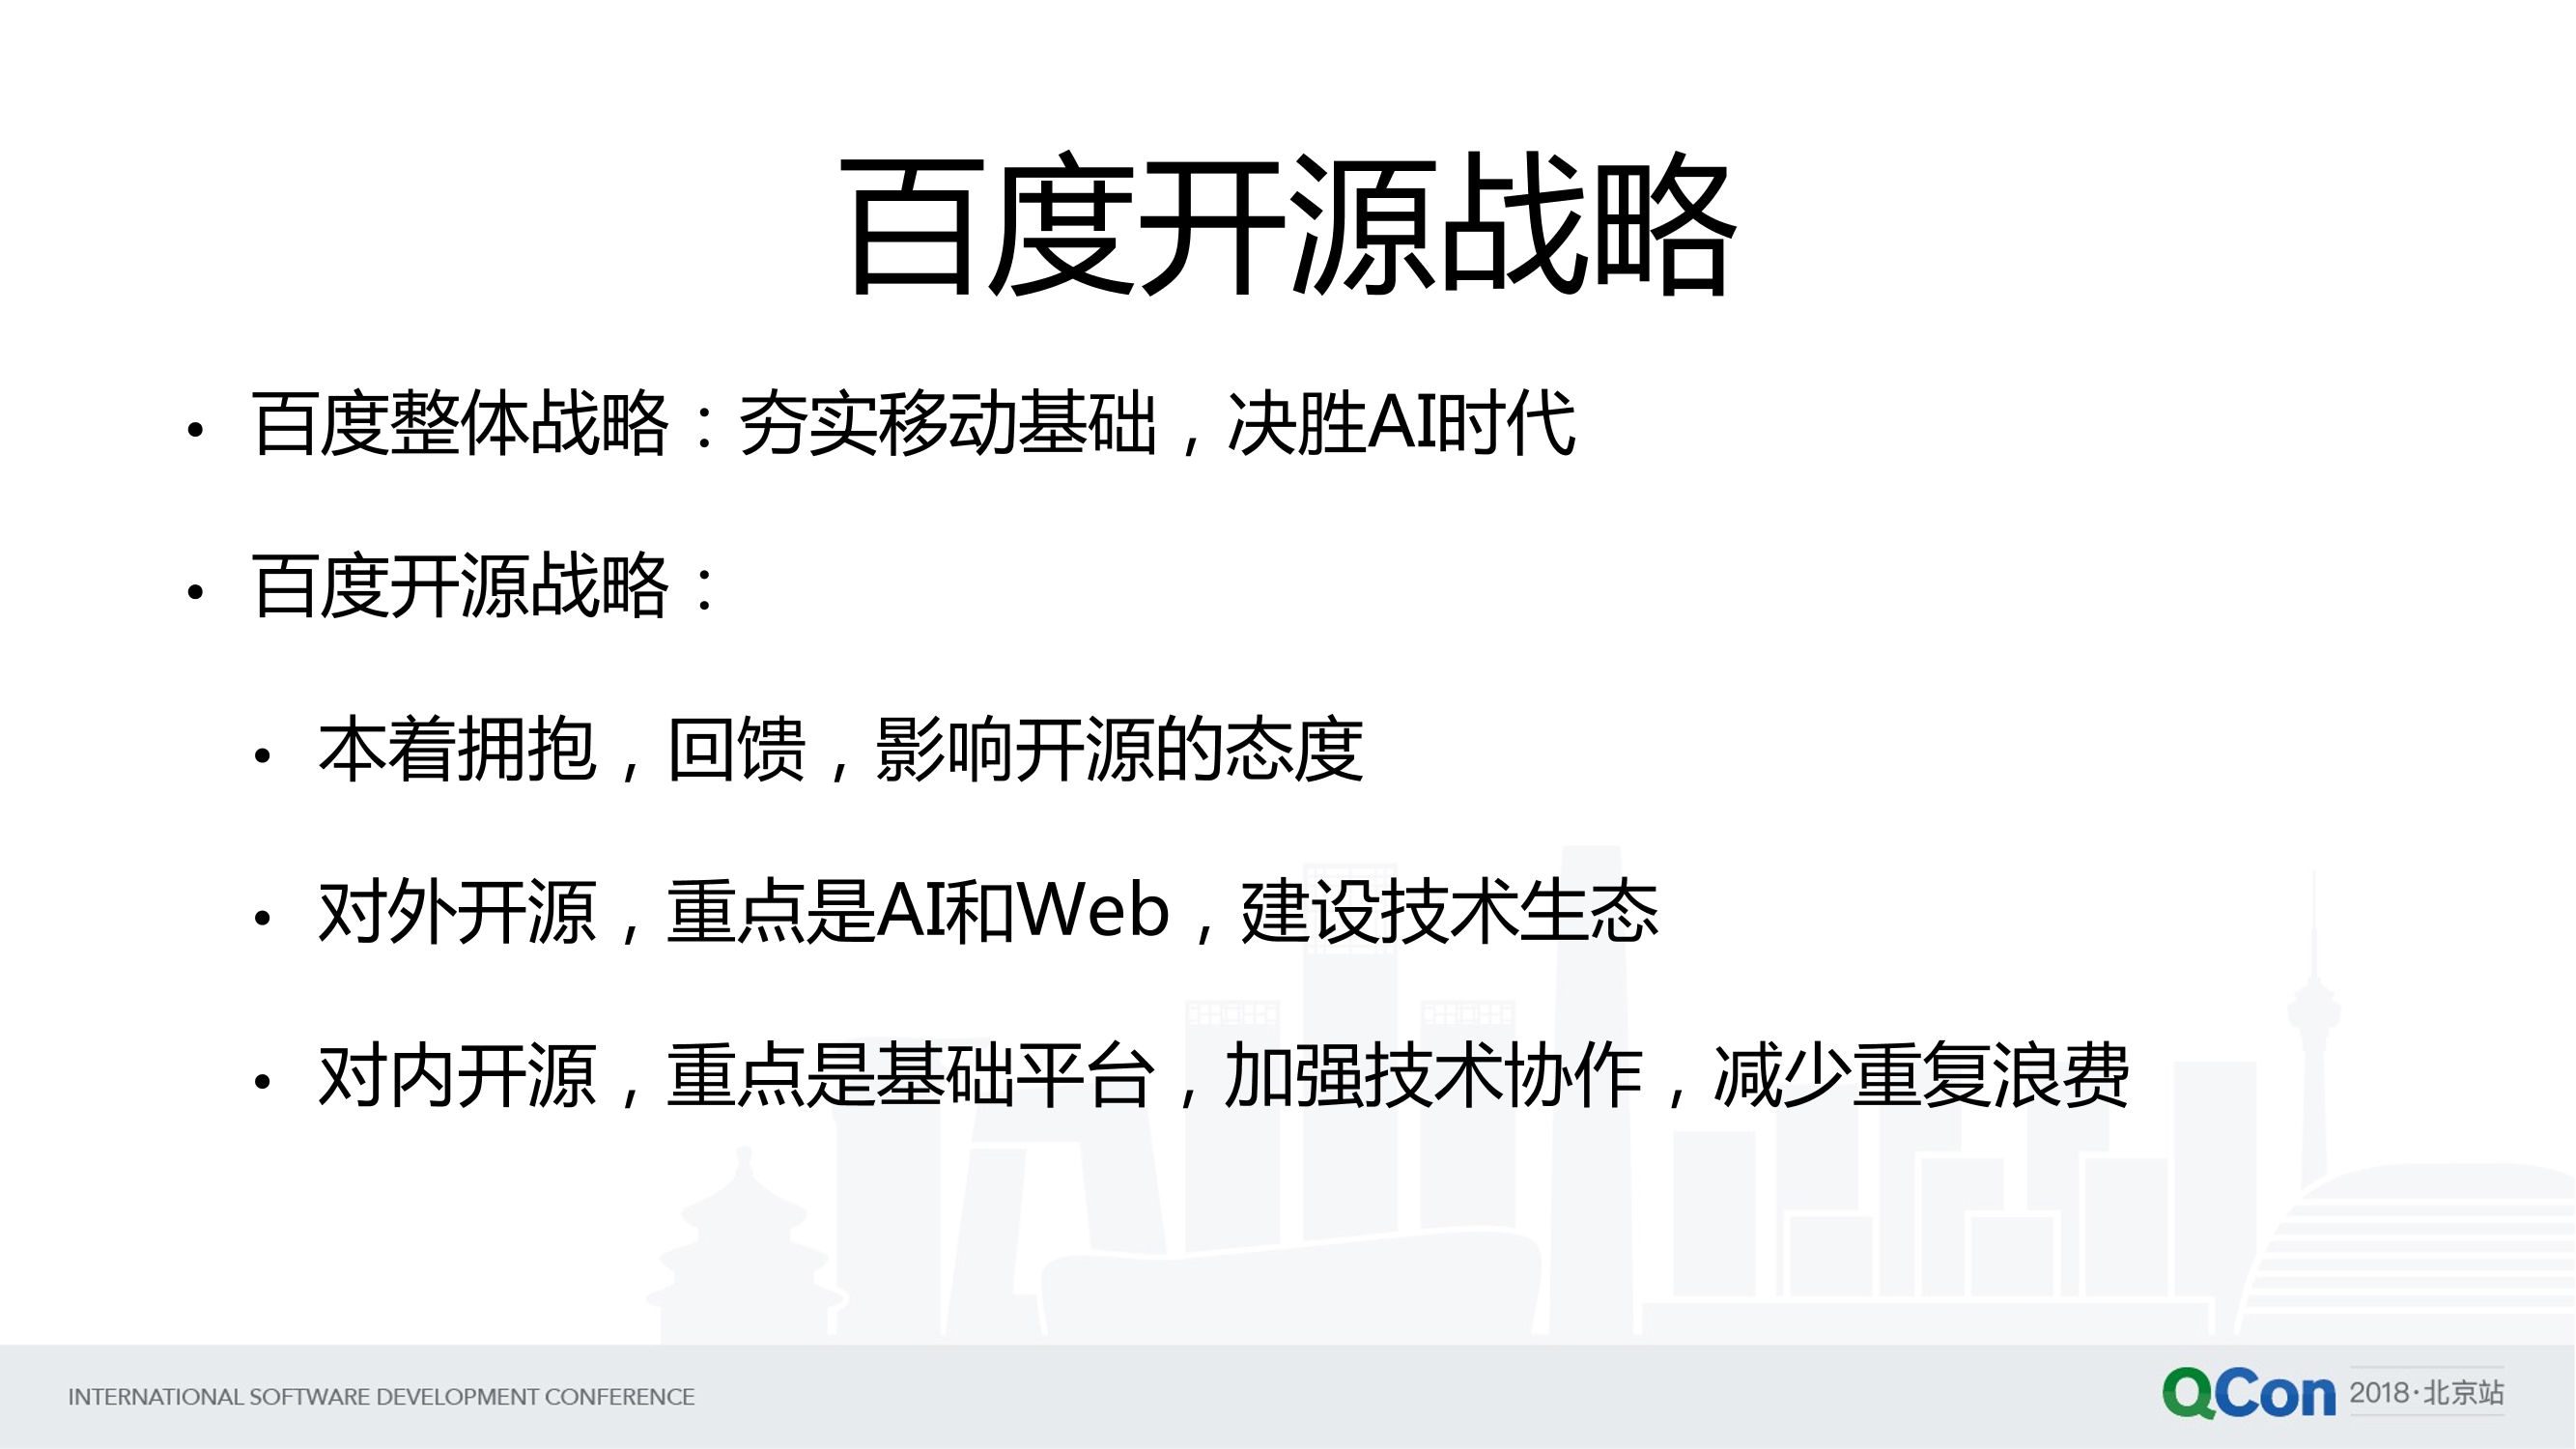 百度开源战略
• 百度整体战略：夯实移动基础，决胜AI时代
• 百度开源战略：
• 本着拥抱，回馈，影响开源的态度
• 对外开源，重点是AI和Web，建设技术生态
• 对内开源，重点是基础平台，加强技术协作，减少重复浪费
INTERNATIONAL SOFTWARE DEVELOPMENT CONFERENCE
QCon 2018·北京站